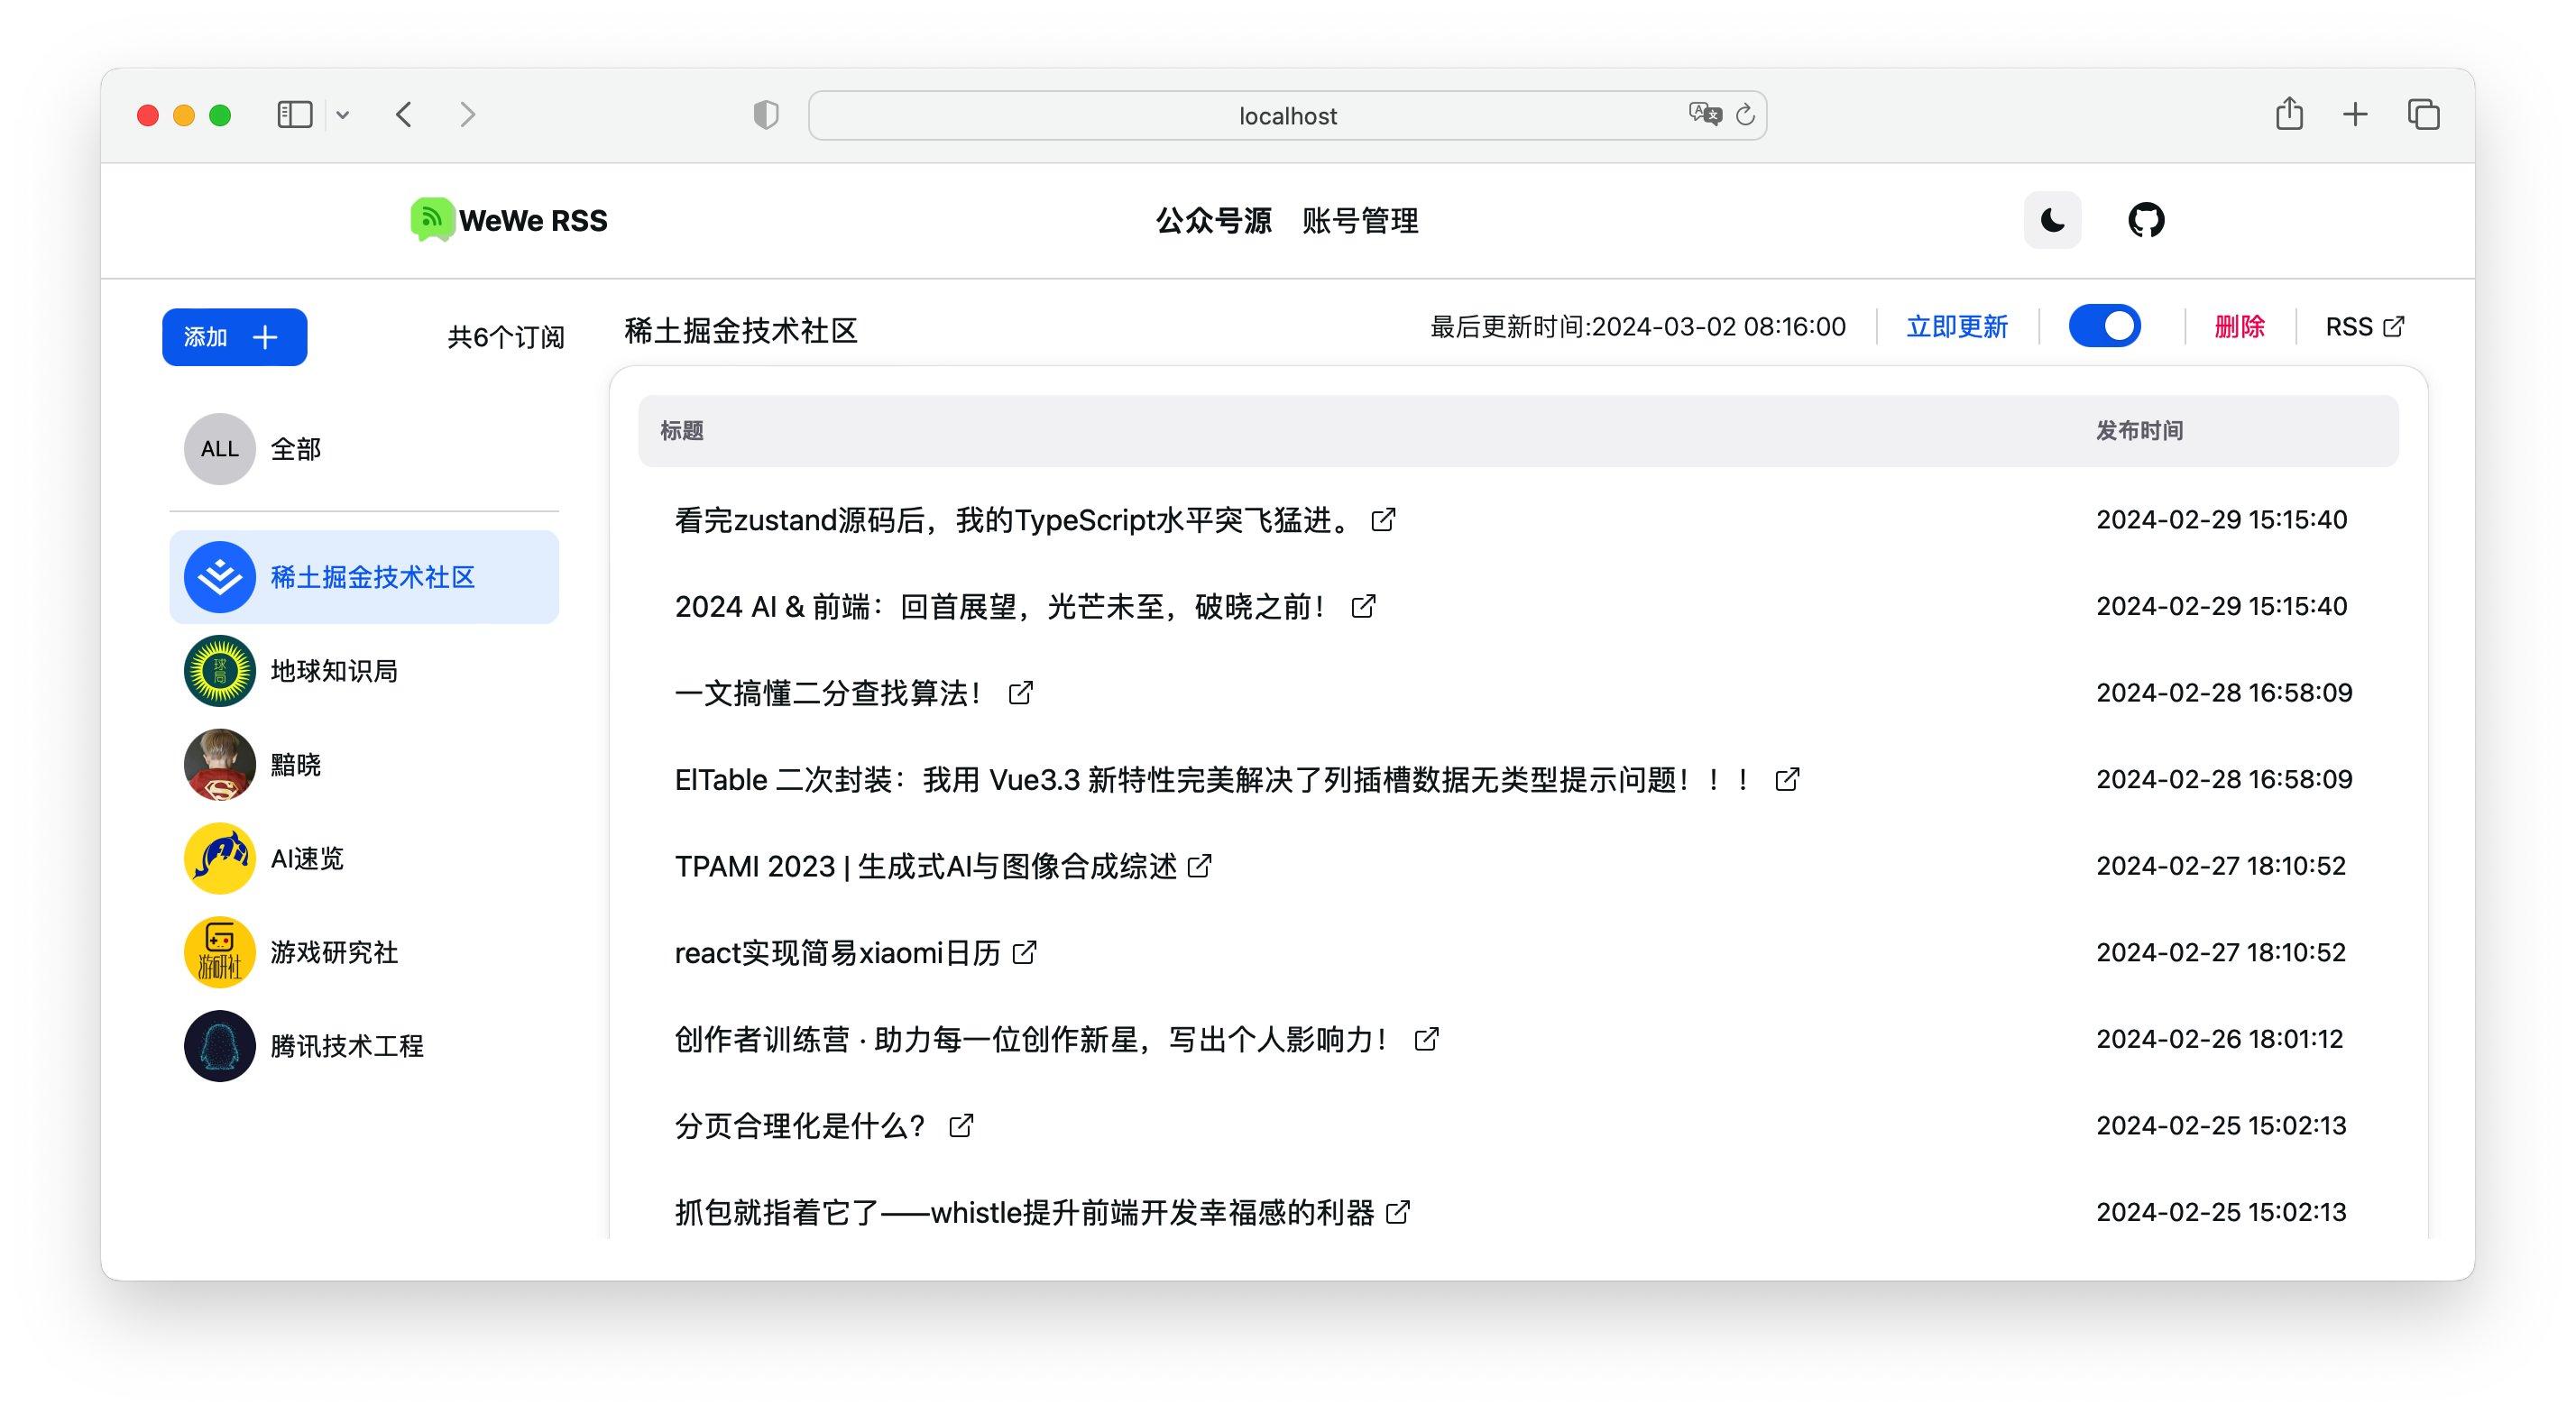 localhost
WeWe RSS
公众号源 账号管理
添加
共6个订阅
稀土掘金技术社区
最后更新时间:2024-03-02 08:16:00
立即更新
删除
RSS
ALL 全部
稀土掘金技术社区
球局
地球知识局
黯晓
AI速览
游研社
游戏研究社
腾讯技术工程
标题 发布时间
看完zustand源码后，我的TypeScript水平突飞猛进。 2024-02-29 15:15:40
2024 AI & 前端：回首展望，光芒未至，破晓之前！ 2024-02-29 15:15:40
一文搞懂二分查找算法！ 2024-02-28 16:58:09
ElTable 二次封装：我用 Vue3.3 新特性完美解决了列插槽数据无类型提示问题！！！ 2024-02-28 16:58:09
TPAMI 2023 | 生成式AI与图像合成综述 2024-02-27 18:10:52
react实现简易xiaomi日历 2024-02-27 18:10:52
创作者训练营 · 助力每一位创作新星，写出个人影响力！ 2024-02-26 18:01:12
分页合理化是什么？ 2024-02-25 15:02:13
抓包就指着它了——whistle提升前端开发幸福感的利器 2024-02-25 15:02:13